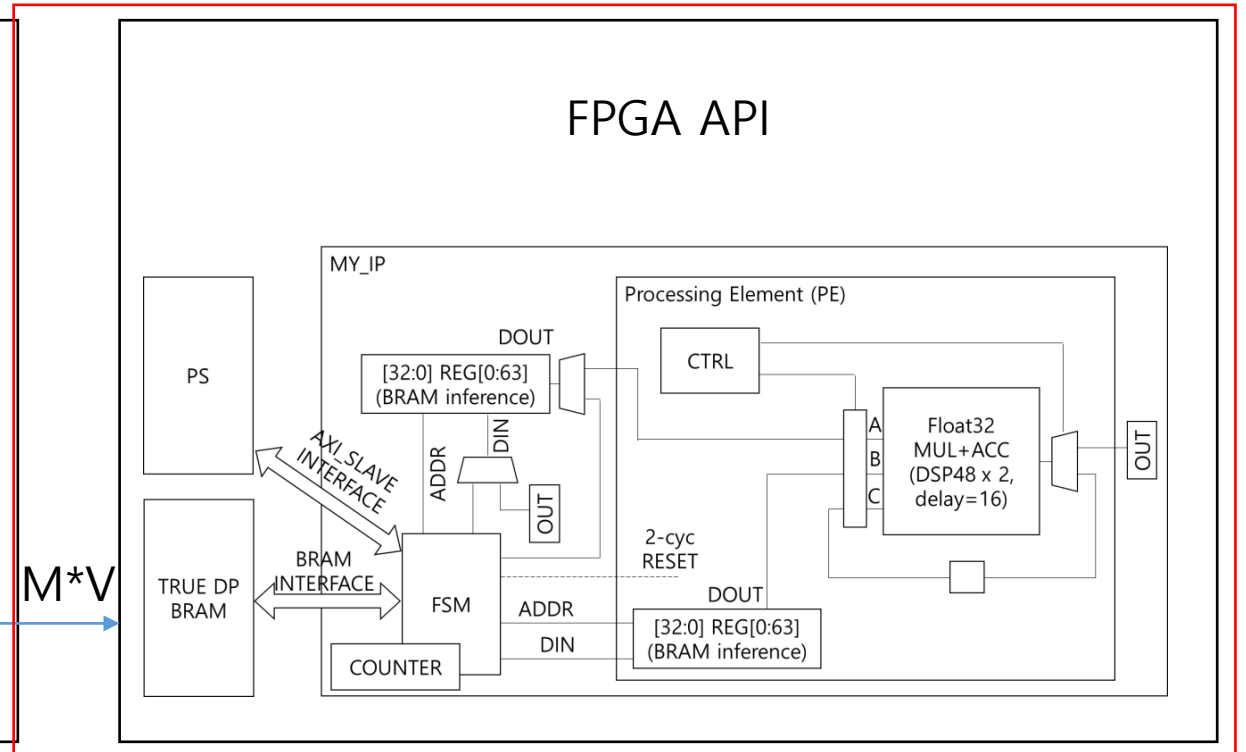 FPGA API
MY_IP
Processing Element (PE)
PS
DOUT
[32:0] REG[0:63]
(BRAM inference)
CTRL
ADDR
DIN
OUT
AXI_SLAVE
INTERFACE
A
B
C
Float32
MUL+ACC
(DSP48 x 2,
delay=16)
OUT
M*V
TRUE DP
BRAM
BRAM
INTERFACE
FSM
COUNTER
2-cyc
RESET
ADDR
DIN
DOUT
[32:0] REG[0:63]
(BRAM inference)